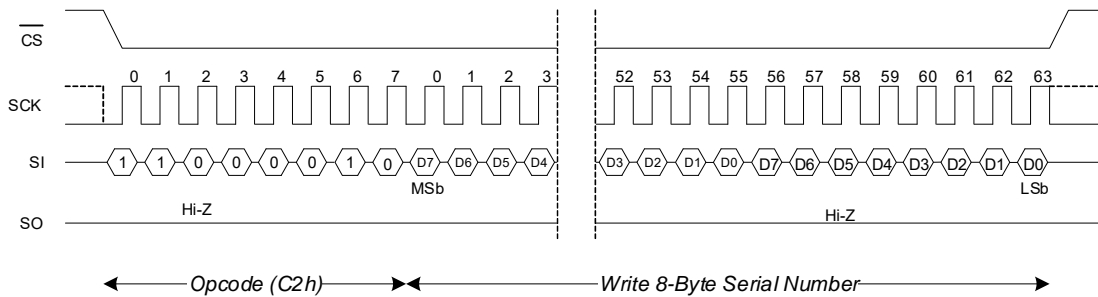 CS
0 1 2 3 4 5 6 7 0 1 2 3 52 53 54 55 56 57 58 59 60 61 62 63
SCK
SI 1 1 0 0 0 0 1 0 D7 D6 D5 D4 D3 D2 D1 D0 D7 D6 D5 D4 D3 D2 D1 D0
MSb LSb
SO Hi-Z Hi-Z
Opcode (C2h) Write 8-Byte Serial Number